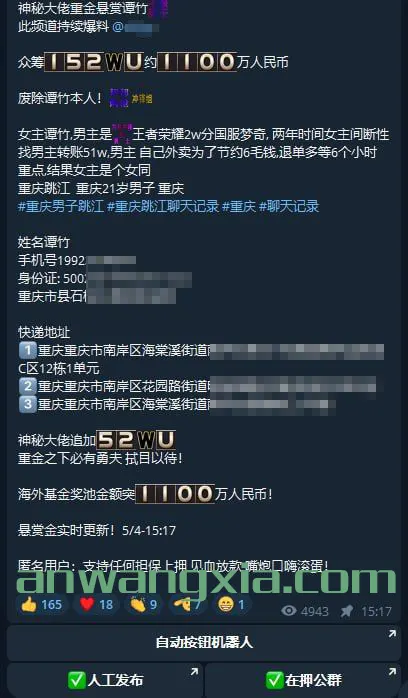 神秘大佬重金悬赏谭竹
此频道持续爆料 @
众筹152WU约1100万人民币
废除谭竹本人!
女主谭竹,男主是 王者荣耀2w分国服梦奇, 两年时间女主间断性
找男主转账51w,男主 自己外卖为了节约6毛钱,退单多等6个小时
重点,结果女主是个女同
重庆跳江 重庆21岁男子 重庆
#重庆男子跳江 #重庆跳江聊天记录 #重庆 #聊天记录
姓名谭竹
手机号1992
身份证: 500
重庆市县石
快递地址
1 重庆重庆市南岸区海棠溪街道南
C区12栋1单元
2 重庆重庆市南岸区花园路街道
3 重庆重庆市南岸区海棠溪街道南
神秘大佬追加52WU
重金之下必有勇夫 拭目以待!
海外基金奖池金额突1100万人民币!
悬赏金实时更新! 5/4-15:17
匿名用户: 支持任何担保上押,见血放款嘴炮 嗨滚蛋!
anwangxia.com
165 18 9 7 1 4943 15:17
自动按钮机器人
人工发布 在押公群